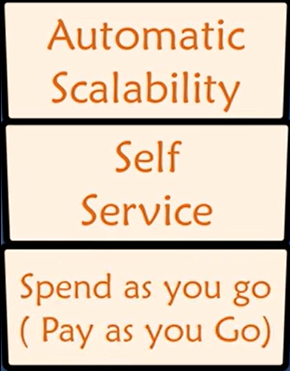 Automatic
Scalability
Self
Service
Spend as you go
( Pay as you Go)